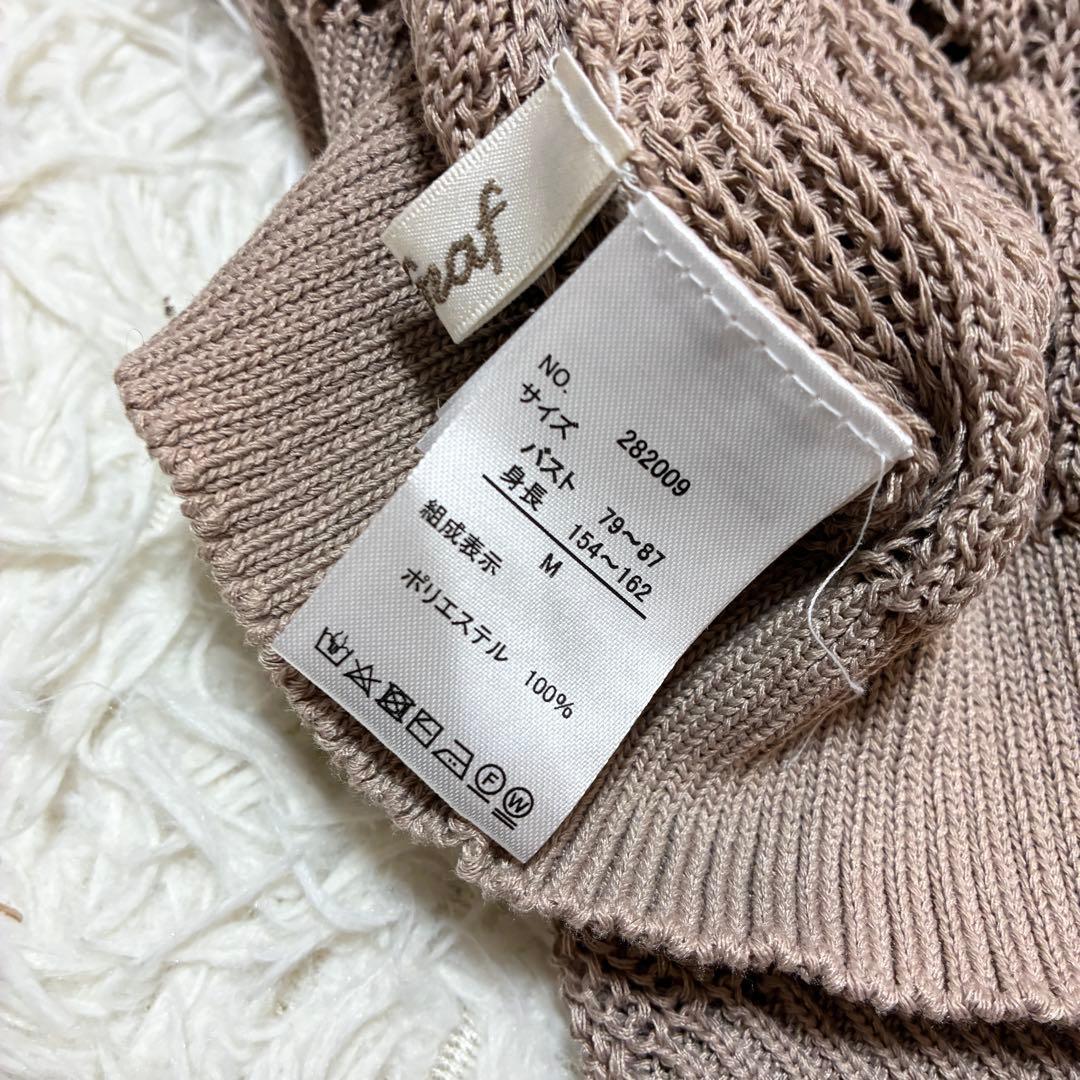 eaf
NO. 282009
サイズ
バスト 79～87
身長 154～162
組成表示 M
ポリエステル 100%
F W